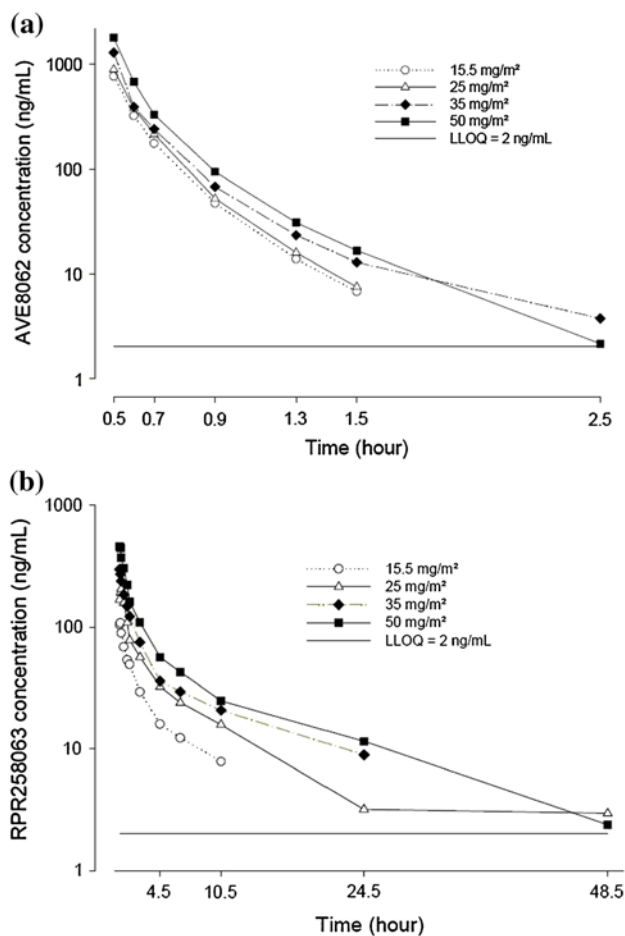 (a)
AVE8062 concentration (ng/mL)
1000
100
10
1
15.5 mg/m²
25 mg/m²
35 mg/m²
50 mg/m²
LLOQ = 2 ng/mL
0.5 0.7 0.9 1.3 1.5 2.5
Time (hour)
(b)
RPR258063 concentration (ng/mL)
1000
100
10
1
15.5 mg/m²
25 mg/m²
35 mg/m²
50 mg/m²
LLOQ = 2 ng/mL
4.5 10.5 24.5 48.5
Time (hour)